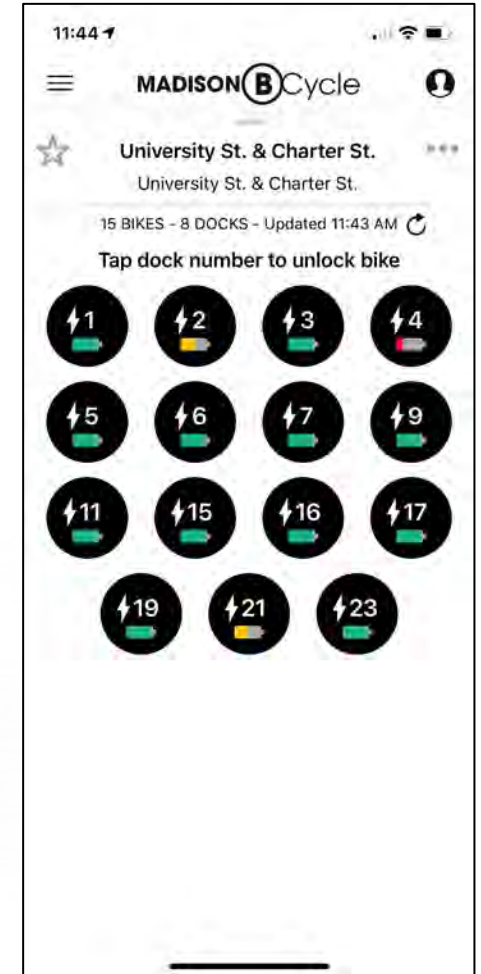 11:44
MADISON BCycle
University St. & Charter St.
University St. & Charter St.
15 BIKES - 8 DOCKS - Updated 11:43 AM
Tap dock number to unlock bike
1 2 3 4
5 6 7 9
11 15 16 17
19 21 23